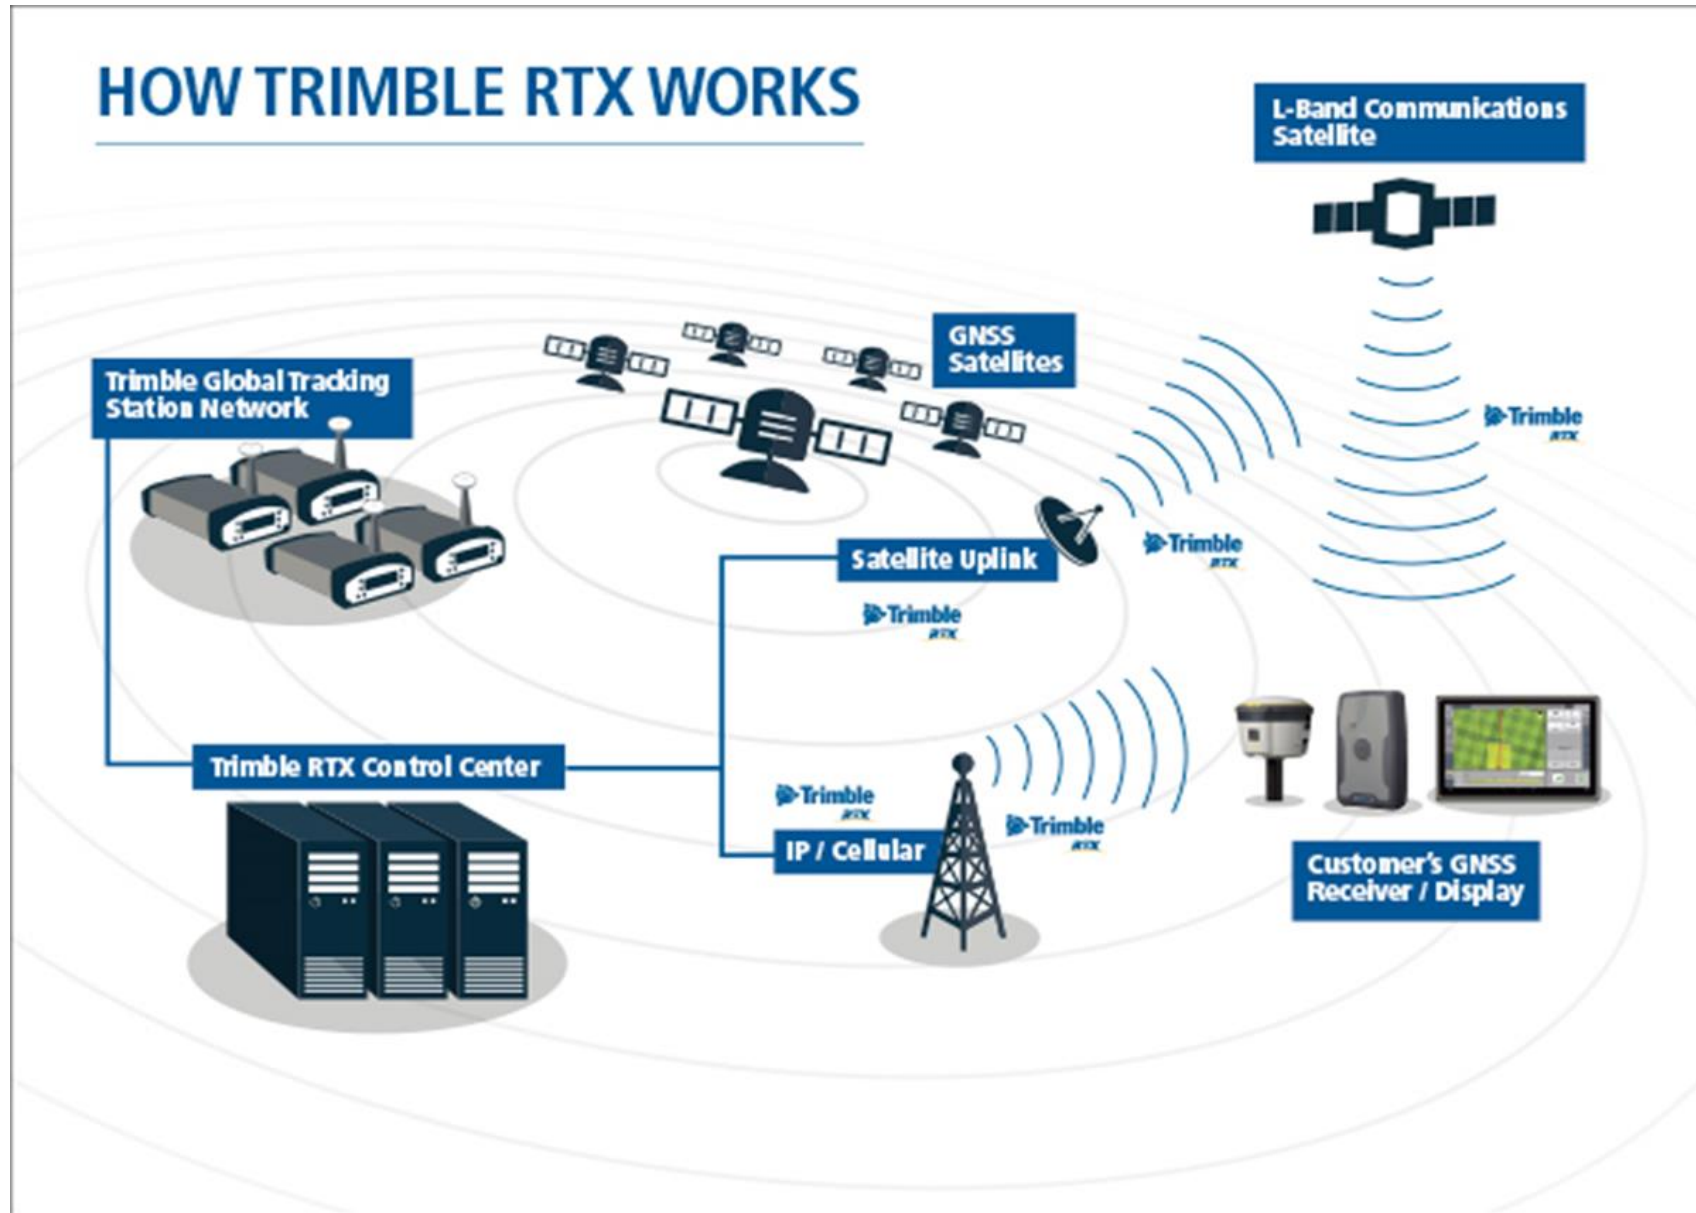 HOW TRIMBLE RTX WORKS
L-Band Communications
Satellite
GNSS
Satellites
Trimble Global Tracking
Station Network
Trimble
RTX
Trimble
RTX
Satellite Uplink
Trimble
RTX
Trimble RTX Control Center
Trimble
RTX
Trimble
RTX
IP / Cellular
Customer's GNSS
Receiver / Display